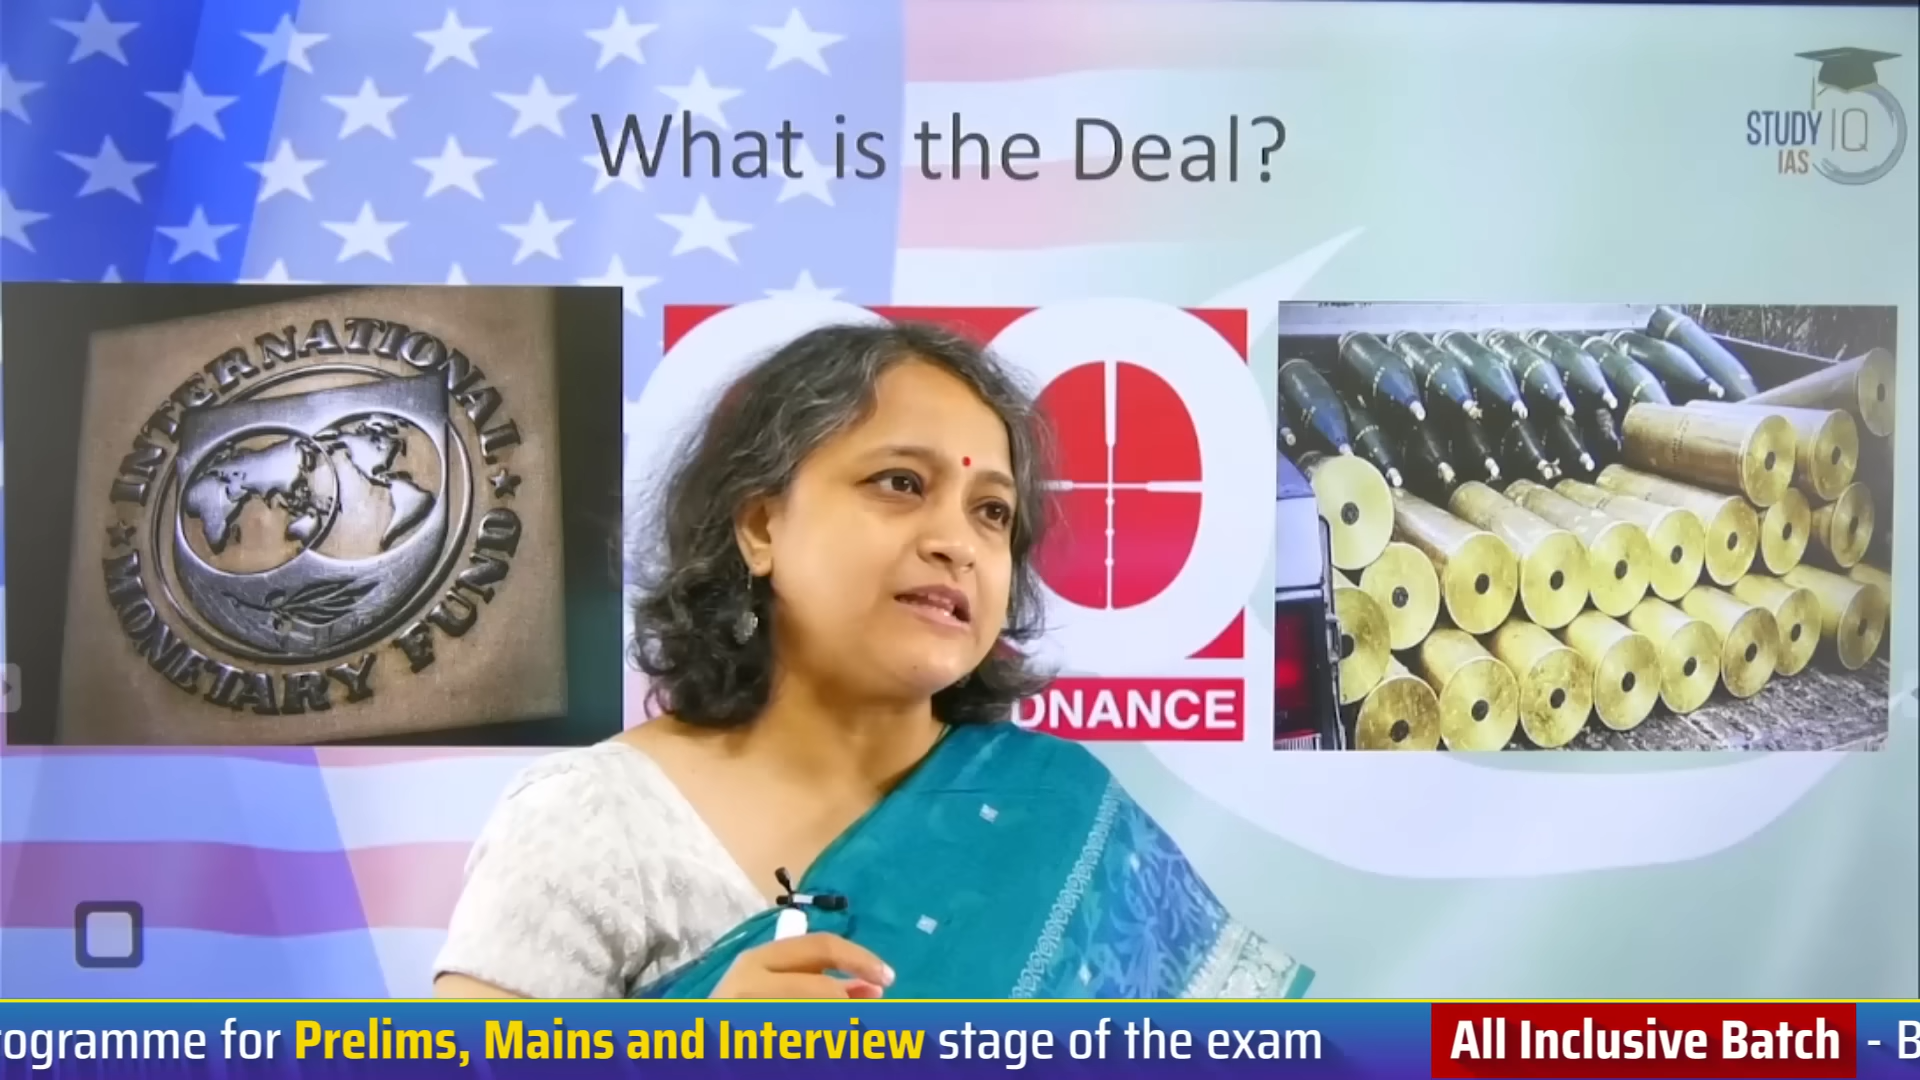 What is the Deal?
STUDY IQ
IAS
INTERNATIONAL
MONETARY FUND
DNANCE
rogramme for Prelims, Mains and Interview stage of the exam
All Inclusive Batch - B